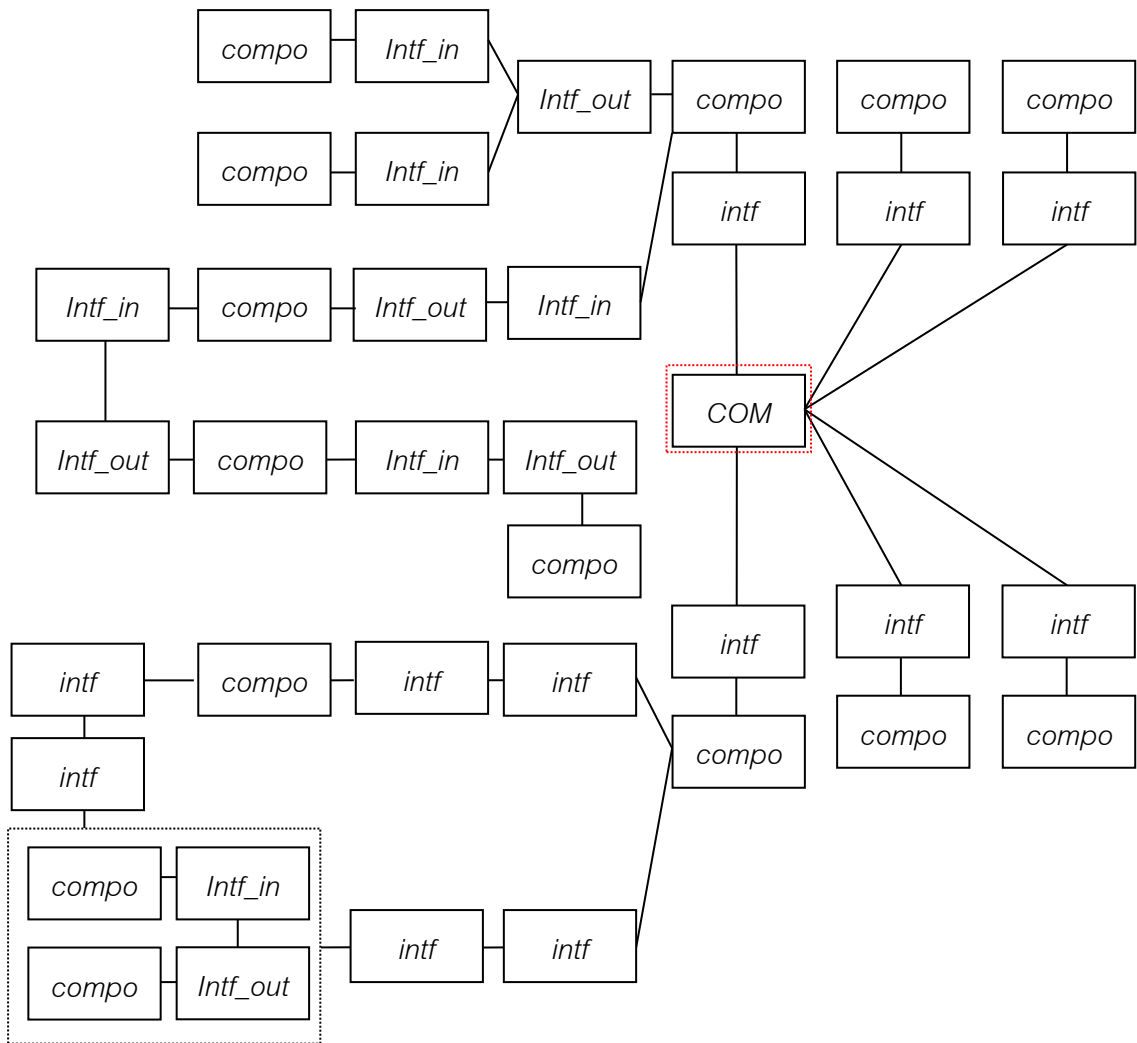 compo Intf_in
Intf_out compo compo compo
compo Intf_in
intf intf intf
Intf_in compo Intf_out Intf_in
COM
Intf_out compo Intf_in Intf_out
compo
intf intf intf
intf compo intf intf
compo compo compo
intf
compo Intf_in
intf intf
compo Intf_out